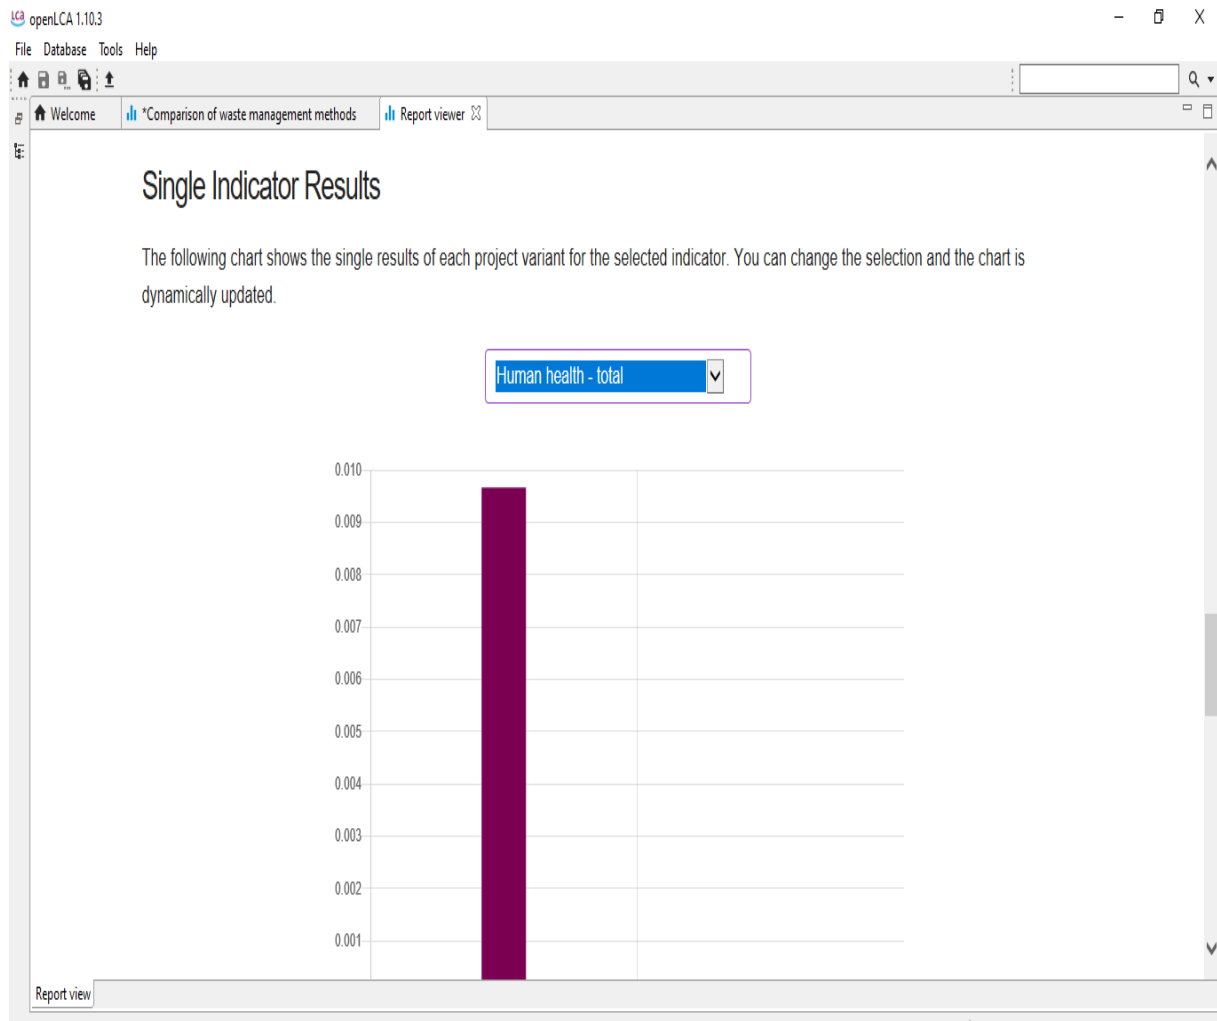 LCA openLCA 1.10.3
File Database Tools Help
Welcome *Comparison of waste management methods Report viewer
Single Indicator Results
The following chart shows the single results of each project variant for the selected indicator. You can change the selection and the chart is
dynamically updated.
Human health - total
0.010
0.009
0.008
0.007
0.006
0.005
0.004
0.003
0.002
0.001
Report view